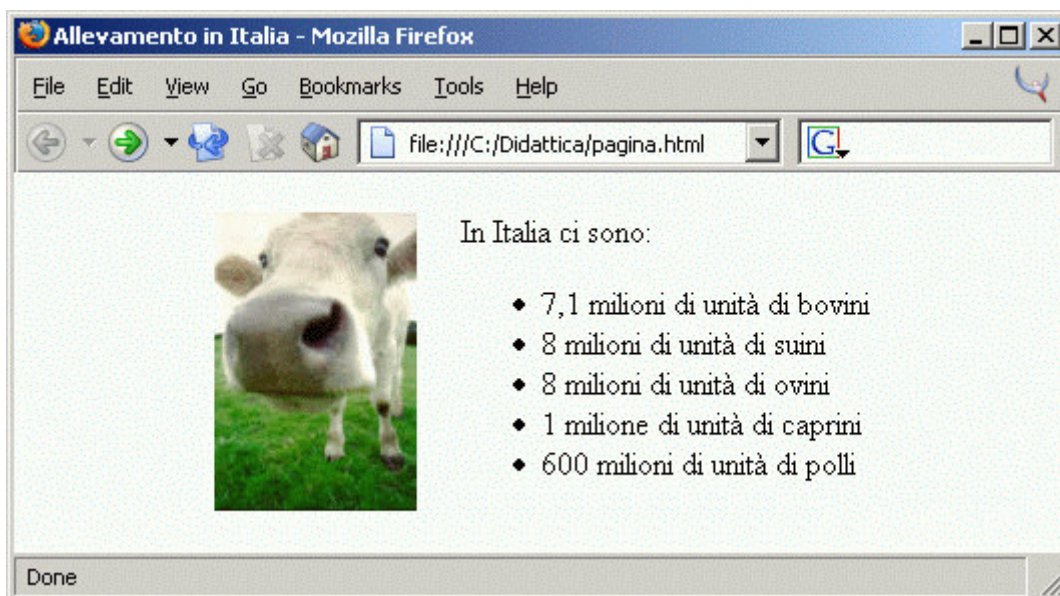 Allevamento in Italia - Mozilla Firefox
File Edit View Go Bookmarks Tools Help
file:///C:/Didattica/pagina.html G
In Italia ci sono:
7,1 milioni di unità di bovini
8 milioni di unità di suini
8 milioni di unità di ovini
1 milione di unità di caprini
600 milioni di unità di polli
Done